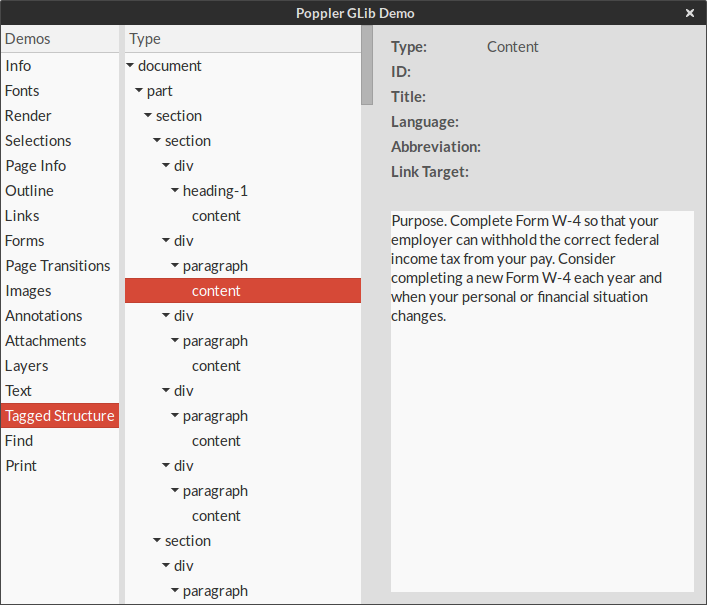 Poppler GLib Demo
Demos
Info
Fonts
Render
Selections
Page Info
Outline
Links
Forms
Page Transitions
Images
Annotations
Attachments
Layers
Text
Tagged Structure
Find
Print
Type
document
part
section
section
div
heading-1
content
div
paragraph
content
div
paragraph
content
div
paragraph
content
div
paragraph
content
section
div
paragraph
Type: Content
ID:
Title:
Language:
Abbreviation:
Link Target:
Purpose. Complete Form W-4 so that your
employer can withhold the correct federal
income tax from your pay. Consider
completing a new Form W-4 each year and
when your personal or financial situation
changes.